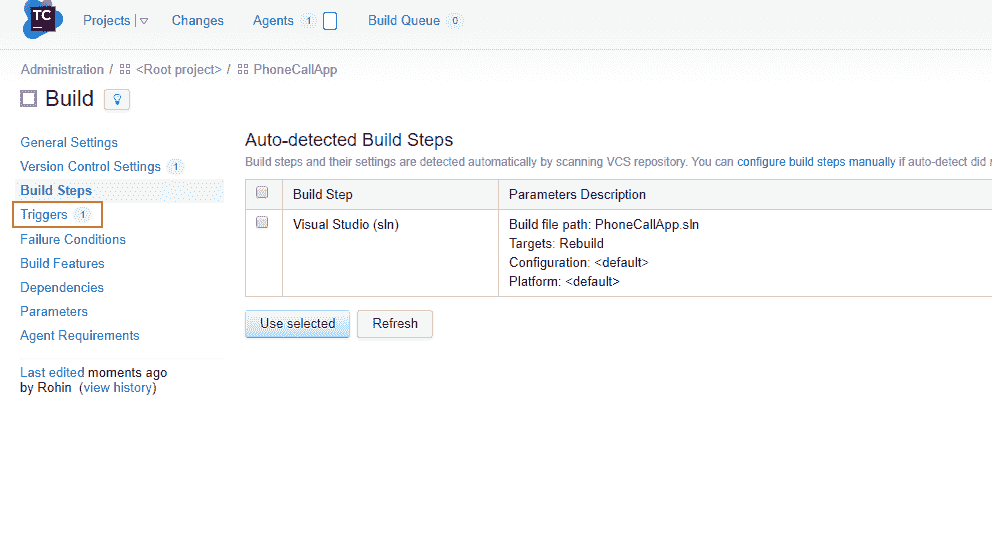 TC
Projects Changes Agents 1 Build Queue 0
Administration / <Root project> / PhoneCallApp
Build
General Settings
Version Control Settings 1
Build Steps
Triggers 1
Failure Conditions
Build Features
Dependencies
Parameters
Agent Requirements
Last edited moments ago
by Rohin (view history)
Auto-detected Build Steps
Build steps and their settings are detected automatically by scanning VCS repository. You can configure build steps manually if auto-detect did
Build Step Parameters Description
Visual Studio (sln) Build file path: PhoneCallApp.sln
Targets: Rebuild
Configuration: <default>
Platform: <default>
Use selected Refresh